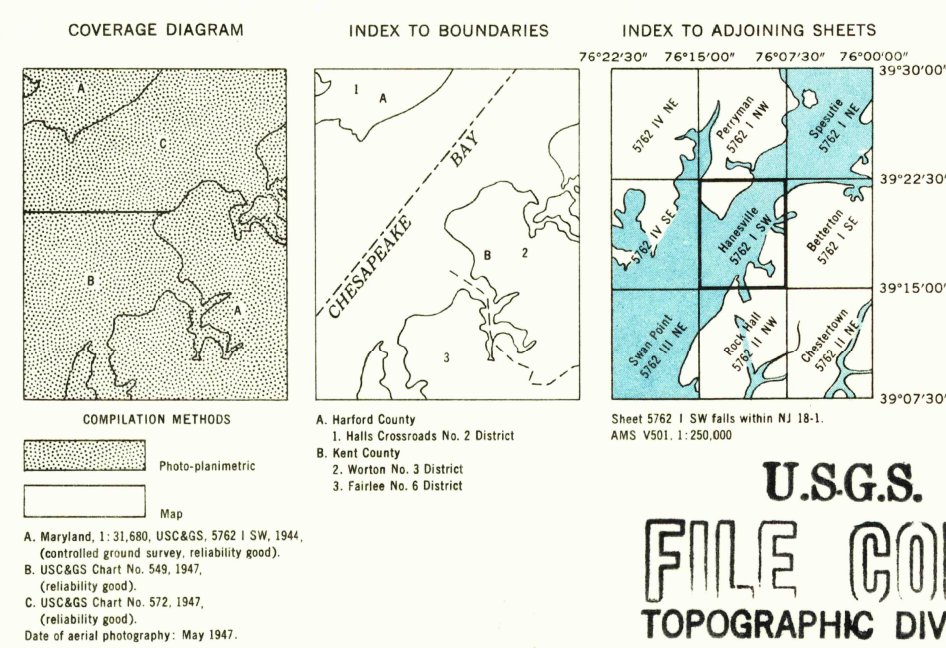 COVERAGE DIAGRAM
A
C
B
A
COMPILATION METHODS
Photo-planimetric
Map
A. Maryland, 1:31,680, USC&GS, 5762 I SW, 1944,
(controlled ground survey, reliability good).
B. USC&GS Chart No. 549, 1947,
(reliability good).
C. USC&GS Chart No. 572, 1947,
(reliability good).
Date of aerial photography: May 1947.
INDEX TO BOUNDARIES
1 A
CHESAPEAKE BAY
B 2
3
A. Harford County
1. Halls Crossroads No. 2 District
B. Kent County
2. Worton No. 3 District
3. Fairlee No. 6 District
INDEX TO ADJOINING SHEETS
76°22'30" 76°15'00" 76°07'30" 76°00'00"
39°30'00"
5762 IV NE
Perryman
5762 I NW
Spesutie
5762 I NE
39°22'30"
5762 IV SE
Hanesville
5762 I SW
Betterton
5762 I SE
39°15'00"
Swan Point
5762 III NE
Rock Hall
5762 II NW
Chestertown
5762 II NE
39°07'30"
Sheet 5762 I SW falls within NJ 18-1.
AMS V501, 1:250,000
U.S.G.S.
FILE CO
TOPOGRAPHIC DIV